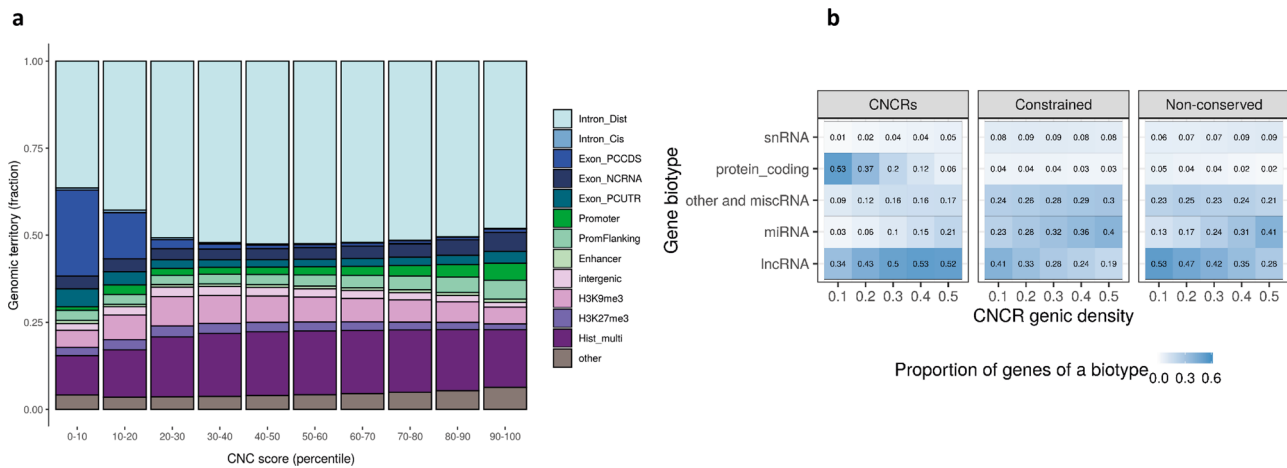 a
1.00
0.75
0.50
0.25
0.00
Genomic territory (fraction)
0-10 10-20 20-30 30-40 40-50 50-60 60-70 70-80 80-90 90-100
CNC score (percentile)
Intron_Dist
Intron_Cis
Exon_PCCDS
Exon_NCRNA
Exon_PCUTR
Promoter
PromFlanking
Enhancer
intergenic
H3K9me3
H3K27me3
Hist_multi
other
b
CNCRs Constrained Non-conserved
Gene biotype
snRNA 0.01 0.02 0.04 0.04 0.05 0.08 0.09 0.09 0.08 0.08 0.06 0.07 0.07 0.09 0.09
protein_coding 0.53 0.37 0.2 0.12 0.06 0.04 0.04 0.04 0.03 0.04 0.05 0.04 0.04 0.02 0.02
other and miscRNA 0.09 0.12 0.16 0.16 0.17 0.24 0.26 0.28 0.29 0.3 0.23 0.25 0.23 0.24 0.21
miRNA 0.03 0.06 0.1 0.15 0.21 0.23 0.28 0.32 0.36 0.4 0.13 0.17 0.24 0.31 0.41
lncRNA 0.34 0.43 0.5 0.53 0.52 0.41 0.33 0.28 0.24 0.19 0.53 0.47 0.42 0.35 0.28
0.1 0.2 0.3 0.4 0.5 0.1 0.2 0.3 0.4 0.5 0.1 0.2 0.3 0.4 0.5
CNCR genic density
Proportion of genes of a biotype
0.0 0.3 0.6